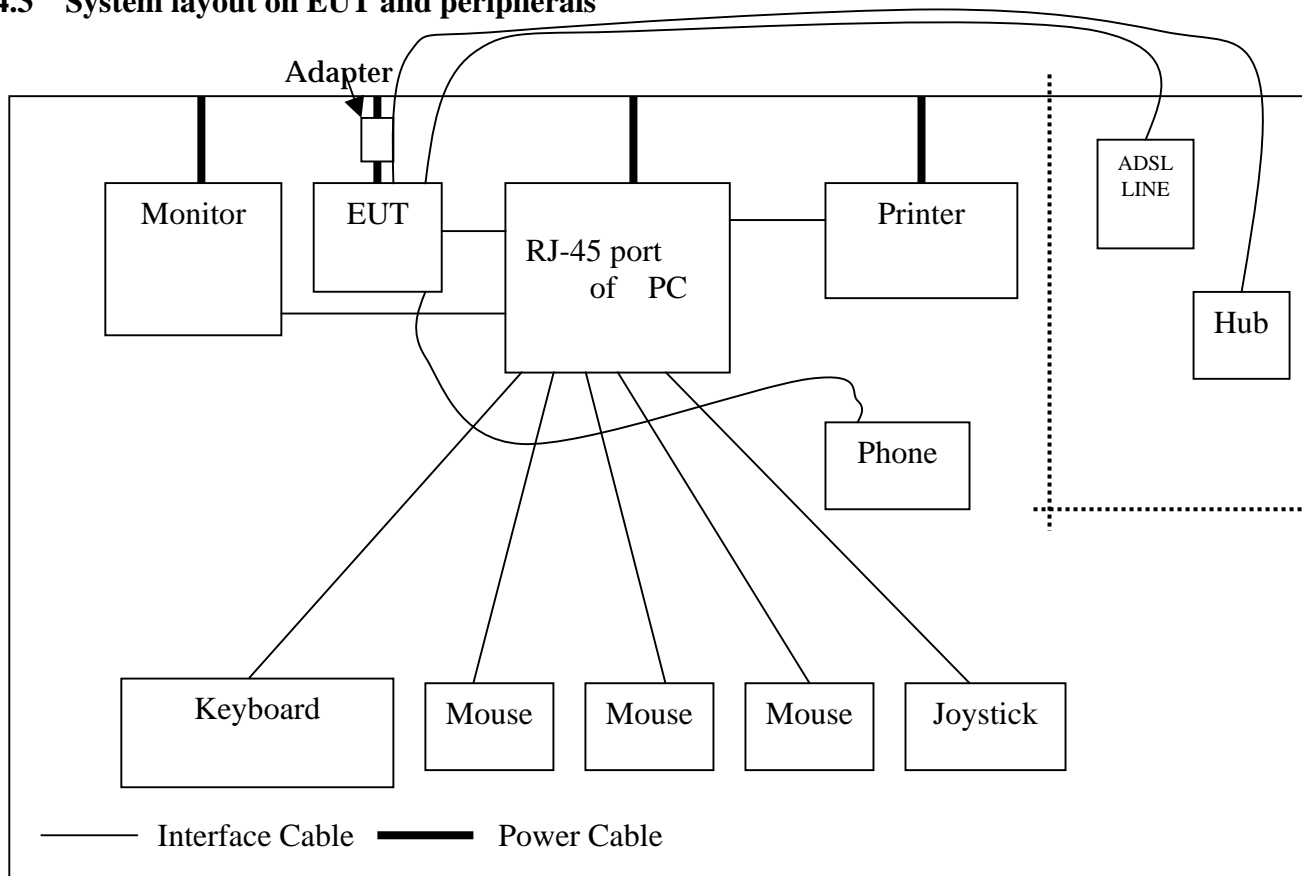 4.3 System layout on EUT and peripherals
Adapter
Monitor
EUT
RJ-45 port
of PC
Printer
ADSL
LINE
Hub
Phone
Keyboard
Mouse
Mouse
Mouse
Joystick
Interface Cable
Power Cable